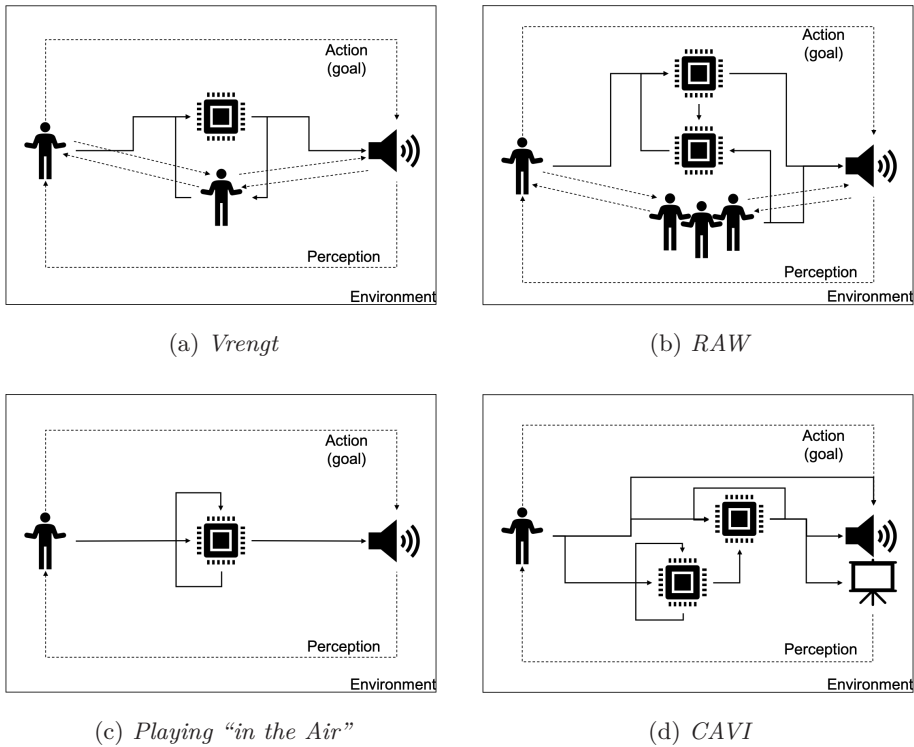 Action
(goal)
Perception
Environment
(a) Vrengt
Action
(goal)
Perception
Environment
(b) RAW
Action
(goal)
Perception
Environment
(c) Playing “in the Air”
Action
(goal)
Perception
Environment
(d) CAVI